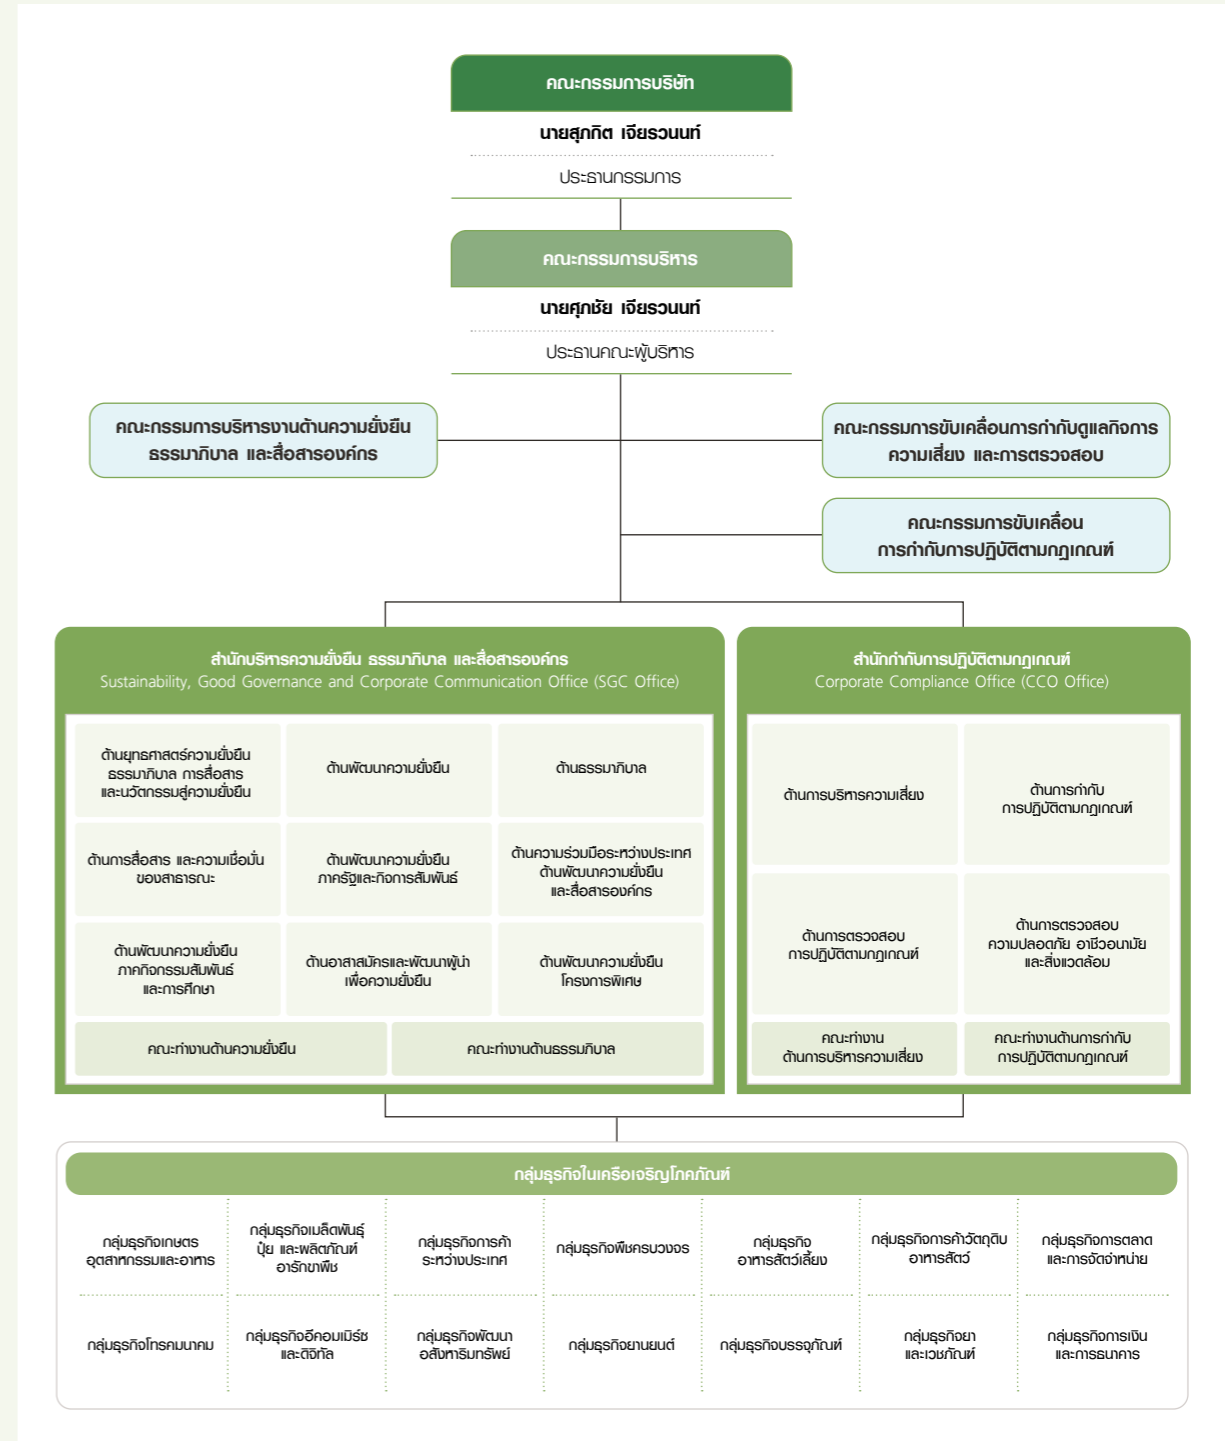 คณะกรรมการบริษัท
นายสุภกิต เจียรวนนท์
ประธานกรรมการ
คณะกรรมการบริหาร
นายศุภชัย เจียรวนนท์
ประธานคณะผู้บริหาร
คณะกรรมการบริหารงานด้านความยั่งยืน
ธรรมาภิบาล และสื่อสารองค์กร
คณะกรรมการขับเคลื่อนการกำกับดูแลกิจการ
ความเสี่ยง และการตรวจสอบ
คณะกรรมการขับเคลื่อน
การกำกับการปฏิบัติตามกฎเกณฑ์
สำนักบริหารความยั่งยืน ธรรมาภิบาล และสื่อสารองค์กร
Sustainability, Good Governance and Corporate Communication Office (SGC Office)
ด้านยุทธศาสตร์ความยั่งยืน
ธรรมาภิบาล การสื่อสาร
และนวัตกรรมสู่ความยั่งยืน
ด้านพัฒนาความยั่งยืน
ด้านธรรมาภิบาล
ด้านการสื่อสาร และความเชื่อมั่น
ของสาธารณะ
ด้านพัฒนาความยั่งยืน
ภาครัฐและกิจการสัมพันธ์
ด้านความร่วมมือระหว่างประเทศ
ด้านพัฒนาความยั่งยืน
และสื่อสารองค์กร
ด้านพัฒนาความยั่งยืน
ภาคกิจกรรมสัมพันธ์
และการศึกษา
ด้านอาสาสมัครและพัฒนาผู้นำ
เพื่อความยั่งยืน
ด้านพัฒนาความยั่งยืน
โครงการพิเศษ
คณะทำงานด้านความยั่งยืน
คณะทำงานด้านธรรมภิบาล
สำนักกำกับการปฏิบัติตามกฎเกณฑ์
Corporate Compliance Office (CCO Office)
ด้านการบริหารความเสี่ยง
ด้านการกำกับ
การปฏิบัติตามกฎเกณฑ์
ด้านการตรวจสอบ
การปฏิบัติตามกฎเกณฑ์
ด้านการตรวจสอบ
ความปลอดภัย อาชีวอนามัย
และสิ่งแวดล้อม
คณะทำงาน
ด้านการบริหารความเสี่ยง
คณะทำงานด้านการกำกับ
การปฏิบัติตามกฎเกณฑ์
กลุ่มธุรกิจในเครือเจริญโภคภัณฑ์
กลุ่มธุรกิจเกษตร
อุตสาหกรรมและอาหาร
กลุ่มธุรกิจเมล็ดพันธุ์
ปุ๋ย และผลิตภัณฑ์
อารักขาพืช
กลุ่มธุรกิจการค้า
ระหว่างประเทศ
กลุ่มธุรกิจพืชครบวงจร
กลุ่มธุรกิจ
อาหารสัตว์เลี้ยง
กลุ่มธุรกิจการค้าวัตถุดิบ
อาหารสัตว์
กลุ่มธุรกิจการตลาด
และการจัดจำหน่าย
กลุ่มธุรกิจโทรคมนาคม
กลุ่มธุรกิจอีคอมเมิร์ซ
และดิจิทัล
กลุ่มธุรกิจพัฒนา
อสังหาริมทรัพย์
กลุ่มธุรกิจยานยนต์
กลุ่มธุรกิจบรรจุภัณฑ์
กลุ่มธุรกิจยา
และเวชภัณฑ์
กลุ่มธุรกิจการเงิน
และการธนาคาร